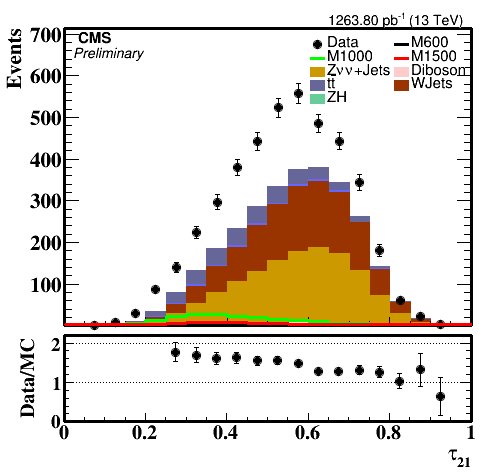 1263.80 pb⁻¹ (13 TeV)
CMS
Preliminary
Data
M600
M1000
M1500
Zνν+Jets
Diboson
tt
WJets
ZH
Events
700
600
500
400
300
200
100
Data/MC
2
1
0
0
0.2
0.4
0.6
0.8
1
τ₂₁